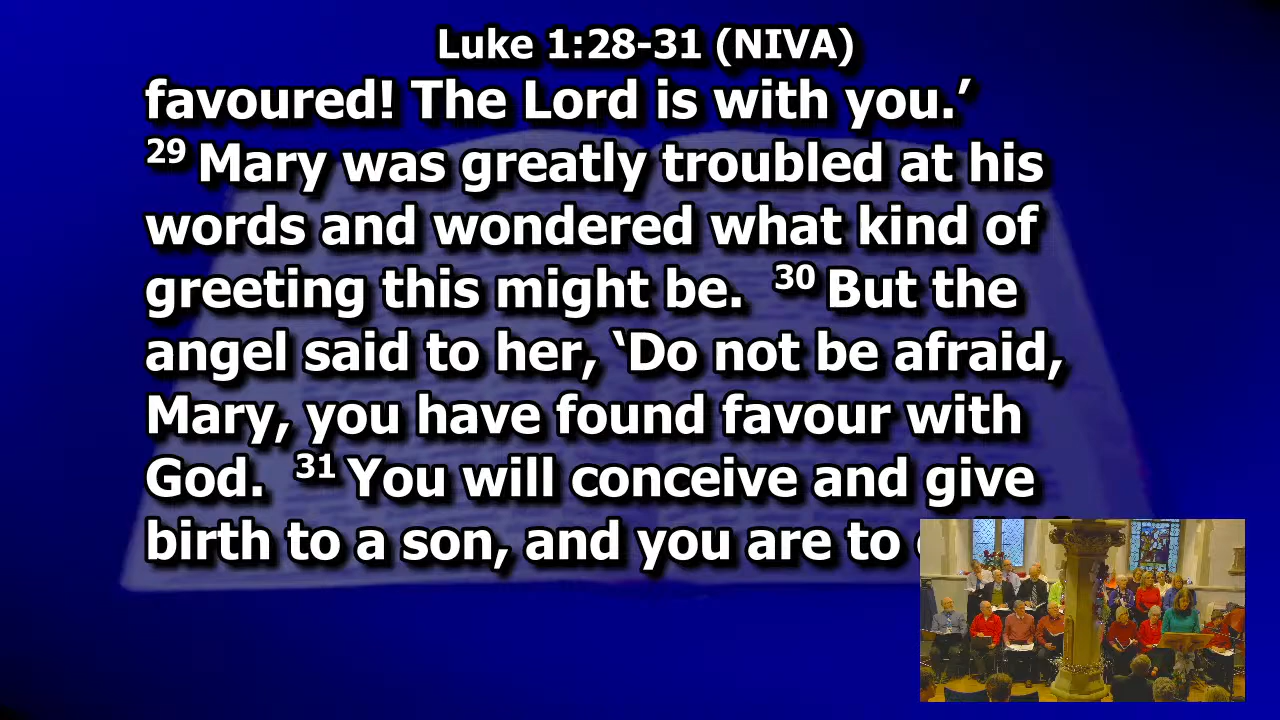 Luke 1:28-31 (NIVA)
favoured! The Lord is with you.’
29 Mary was greatly troubled at his
words and wondered what kind of
greeting this might be. 30 But the
angel said to her, ‘Do not be afraid,
Mary, you have found favour with
God. 31 You will conceive and give
birth to a son, and you are to